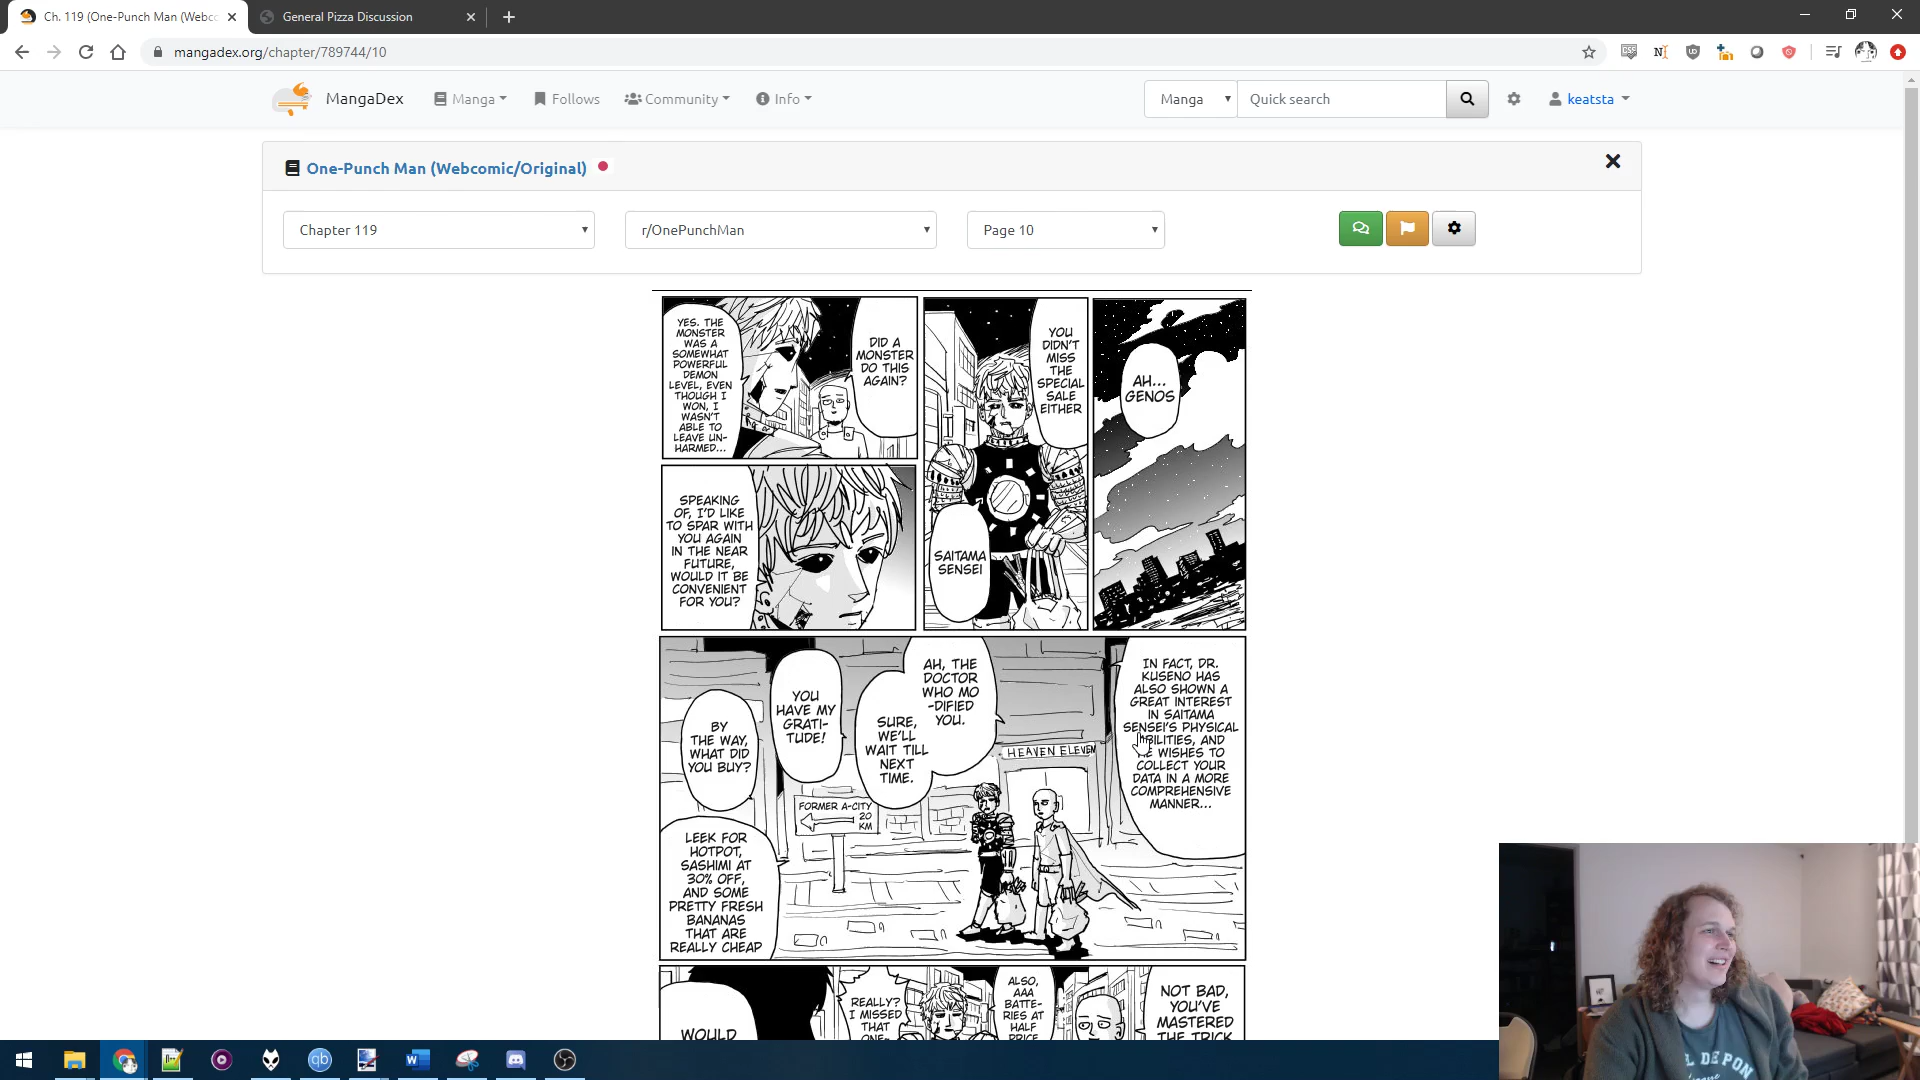 Ch. 119 (One-Punch Man (Webco
General Pizza Discussion
mangadex.org/chapter/789744/10
MangaDex
Manga
Follows
Community
Info
Manga
Quick search
keatsta
One-Punch Man (Webcomic/Original)
Chapter 119
r/OnePunchMan
Page 10
AH...
GENOS
YOU
DIDN'T
MISS
THE
SPECIAL
SALE
EITHER
SAITAMA
SENSEI
DID A
MONSTER
DO THIS
AGAIN?
YES. THE
MONSTER
WAS A
SOMEWHAT
POWERFUL
DEMON
LEVEL, EVEN
THOUGH I
WON, I
WASN'T
ABLE TO
LEAVE UN-
HARMED...
SPEAKING
OF, I'D LIKE
TO SPAR WITH
YOU AGAIN
IN THE NEAR
FUTURE,
WOULD IT BE
CONVENIENT
FOR YOU?
IN FACT, DR.
KUSENO HAS
ALSO SHOWN A
GREAT INTEREST
IN SAITAMA
SENSEI'S PHYSICAL
ABILITIES, AND
HE WISHES TO
COLLECT YOUR
DATA IN A MORE
COMPREHENSIVE
MANNER...
AH, THE
DOCTOR
WHO MO
-DIFIED
YOU.
SURE,
WE'LL
WAIT TILL
NEXT
TIME.
HEAVEN ELEVEN
YOU
HAVE MY
GRATI-
TUDE!
BY
THE WAY,
WHAT DID
YOU BUY?
FORMER A-CITY
20
KM
LEEK FOR
HOTPOT,
SASHIMI AT
30% OFF,
AND SOME
PRETTY FRESH
BANANAS
THAT ARE
REALLY CHEAP
NOT BAD,
YOU'VE
MASTERED
THE TRICK
ALSO,
AAA
BATTE-
RIES AT
HALF
PRICE
REALLY?
I MISSED
THAT
ONE-
WOULD
EL DE PON